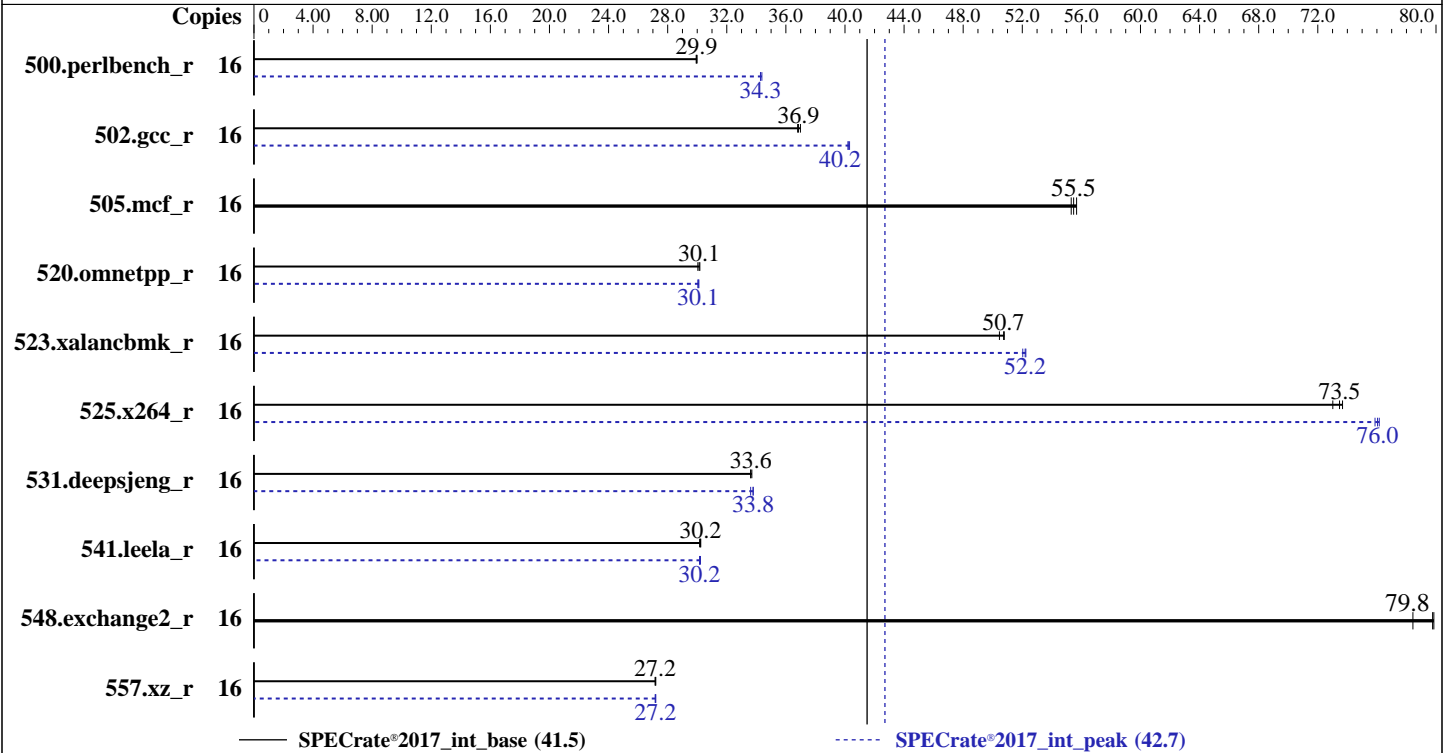 Copies 0 4.00 8.00 12.0 16.0 20.0 24.0 28.0 32.0 36.0 40.0 44.0 48.0 52.0 56.0 60.0 64.0 68.0 72.0 80.0
29.9
500.perlbench_r 16
34.3
36.9
502.gcc_r 16
40.2
55.5
505.mcf_r 16
30.1
520.omnetpp_r 16
30.1
50.7
523.xalancbmk_r 16
52.2
73.5
525.x264_r 16
76.0
33.6
531.deepsjeng_r 16
33.8
30.2
541.leela_r 16
30.2
79.8
548.exchange2_r 16
27.2
557.xz_r 16
27.2
SPECrate®2017_int_base (41.5) SPECrate®2017_int_peak (42.7)